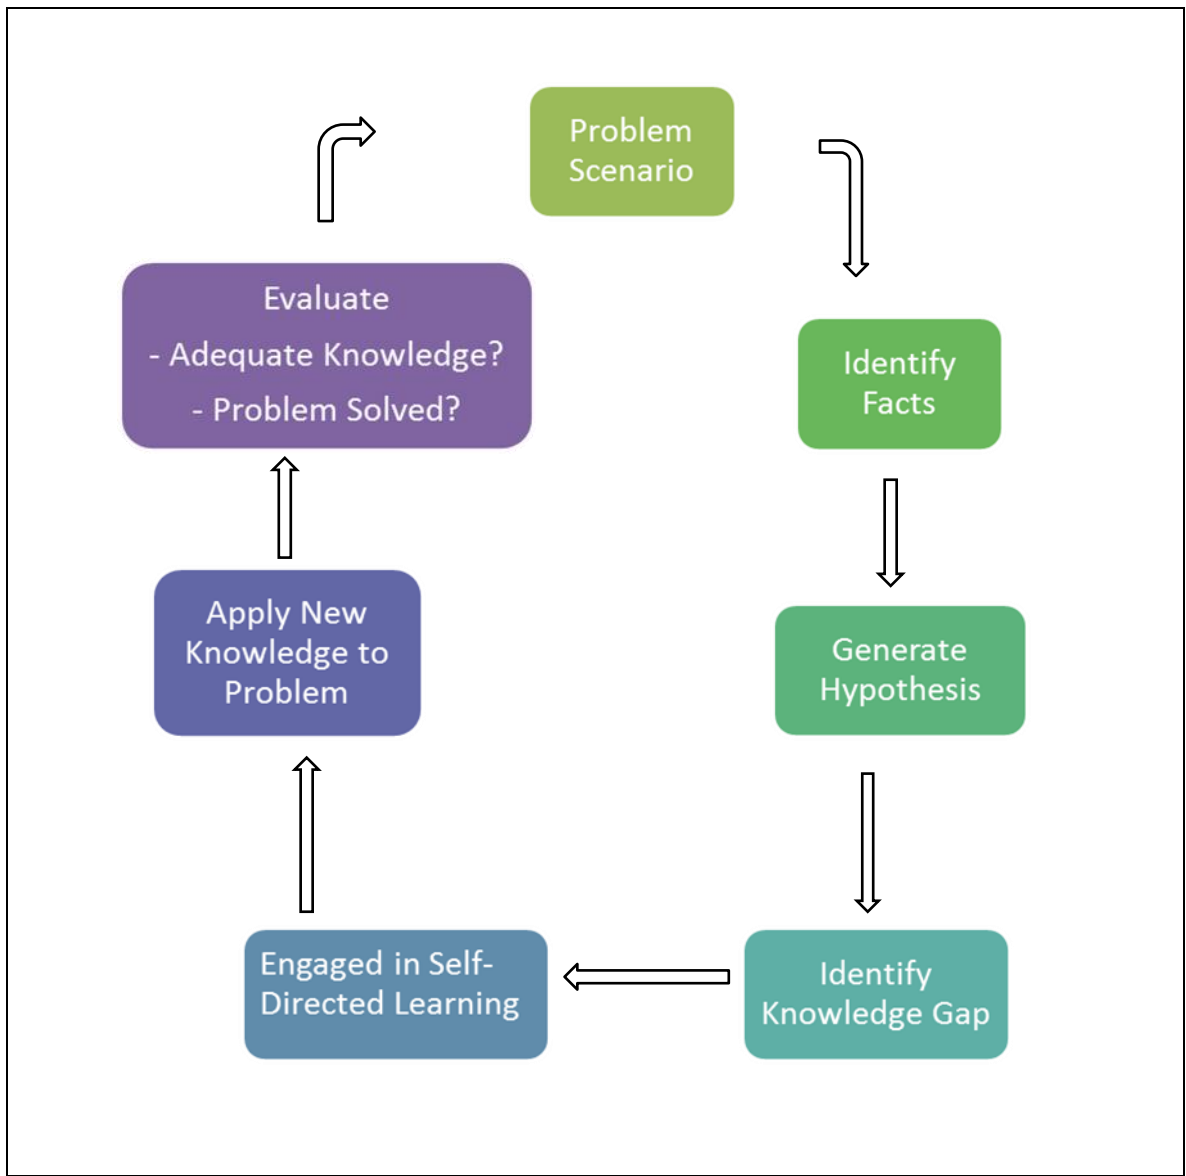 Problem
Scenario
Identify
Facts
Generate
Hypothesis
Identify
Knowledge Gap
Engaged in Self-
Directed Learning
Apply New
Knowledge to
Problem
Evaluate
- Adequate Knowledge?
- Problem Solved?